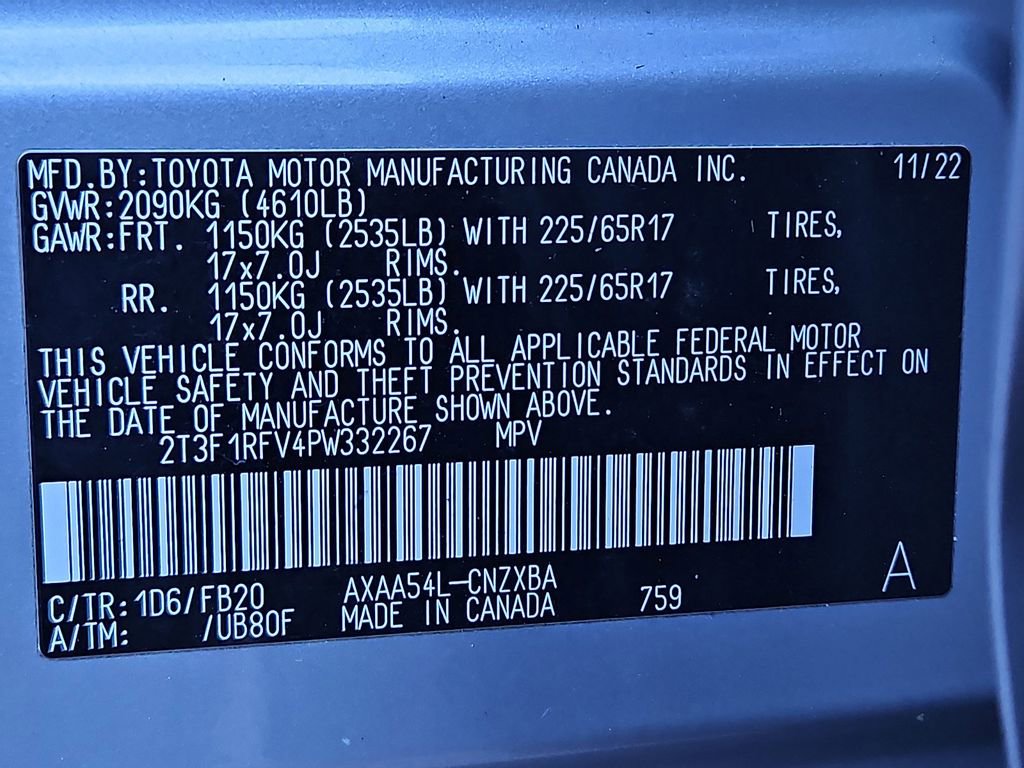 MFD.BY:TOYOTA MOTOR MANUFACTURING CANADA INC. 11/22
GVWR:2090KG (4610LB)
GAWR:FRT. 1150KG (2535LB) WITH 225/65R17 TIRES,
17x7.0J RIMS.
RR. 1150KG (2535LB) WITH 225/65R17 TIRES,
17x7.0J RIMS.
THIS VEHICLE CONFORMS TO ALL APPLICABLE FEDERAL MOTOR
VEHICLE SAFETY AND THEFT PREVENTION STANDARDS IN EFFECT ON
THE DATE OF MANUFACTURE SHOWN ABOVE.
2T3F1RFV4PW332267 MPV
C/TR:1D6/FB20 AXAA54L-CNZXBA
A/TM: /UB80F MADE IN CANADA 759 A